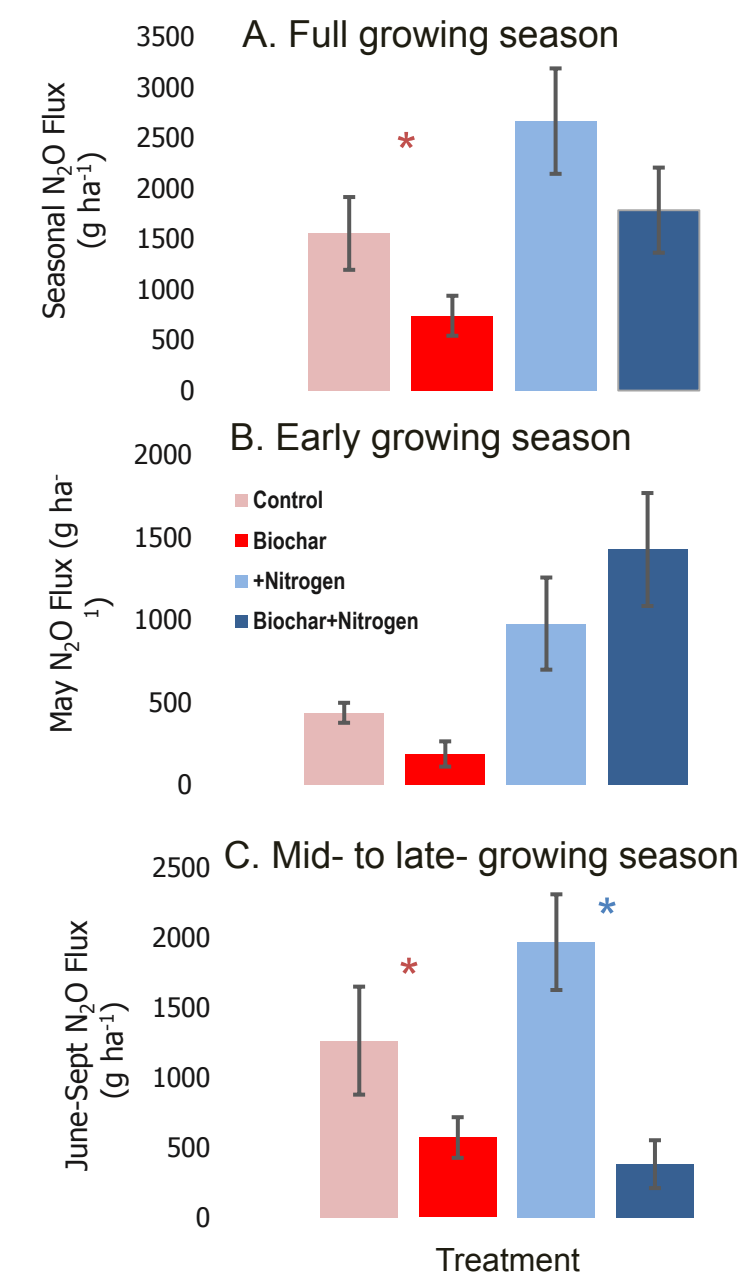 A. Full growing season
Seasonal N₂O Flux
(g ha⁻¹)
3500
3000
2500
2000
1500
1000
500
0
*
B. Early growing season
May N₂O Flux (g ha⁻
¹)
2000
1500
1000
500
0
Control
Biochar
+Nitrogen
Biochar+Nitrogen
C. Mid- to late- growing season
June-Sept N₂O Flux
(g ha⁻¹)
2500
2000
1500
1000
500
0
*
*
Treatment